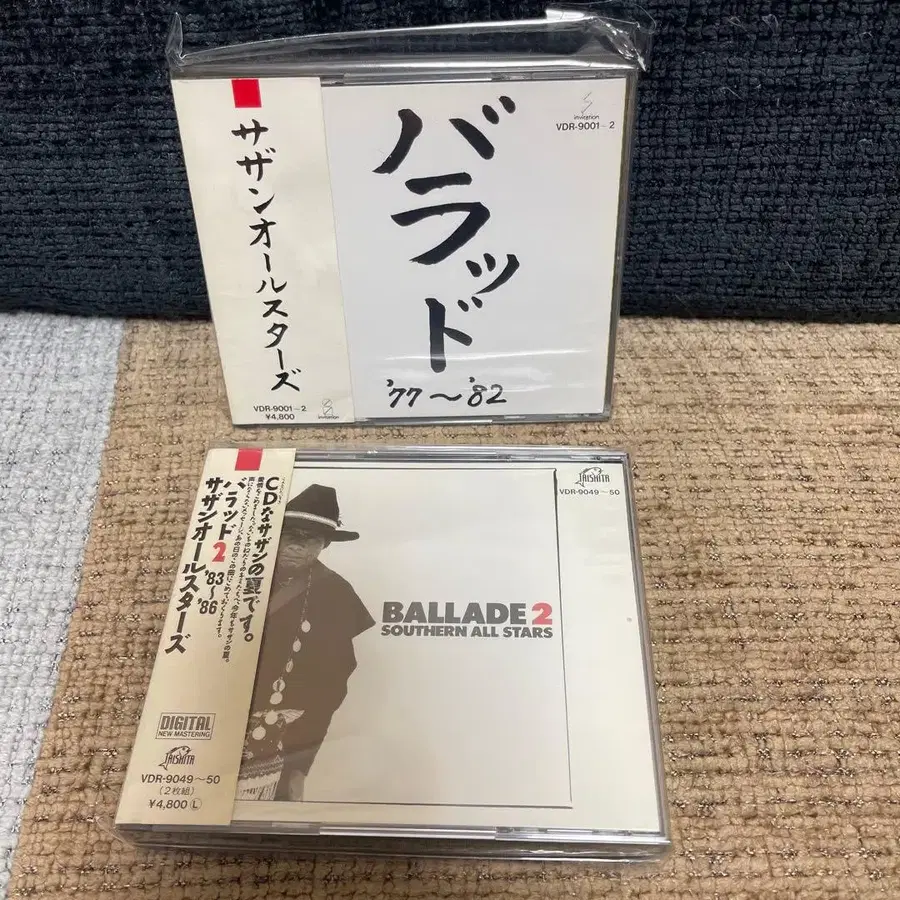 サザンオールスターズ
VDR-9001~2
¥4,800
invitation
バラッド
'77~'82
invitation
VDR-9001~2
バラッド2 '83~'86
サザンオールスターズ
CDなサザンの夏です。
DIGITAL
NEW MASTERING
TAISHITA
VDR-9049~50
(2枚組)
¥4,800 L
BALLADE 2
SOUTHERN ALL STARS
TAISHITA
VDR-9049~50